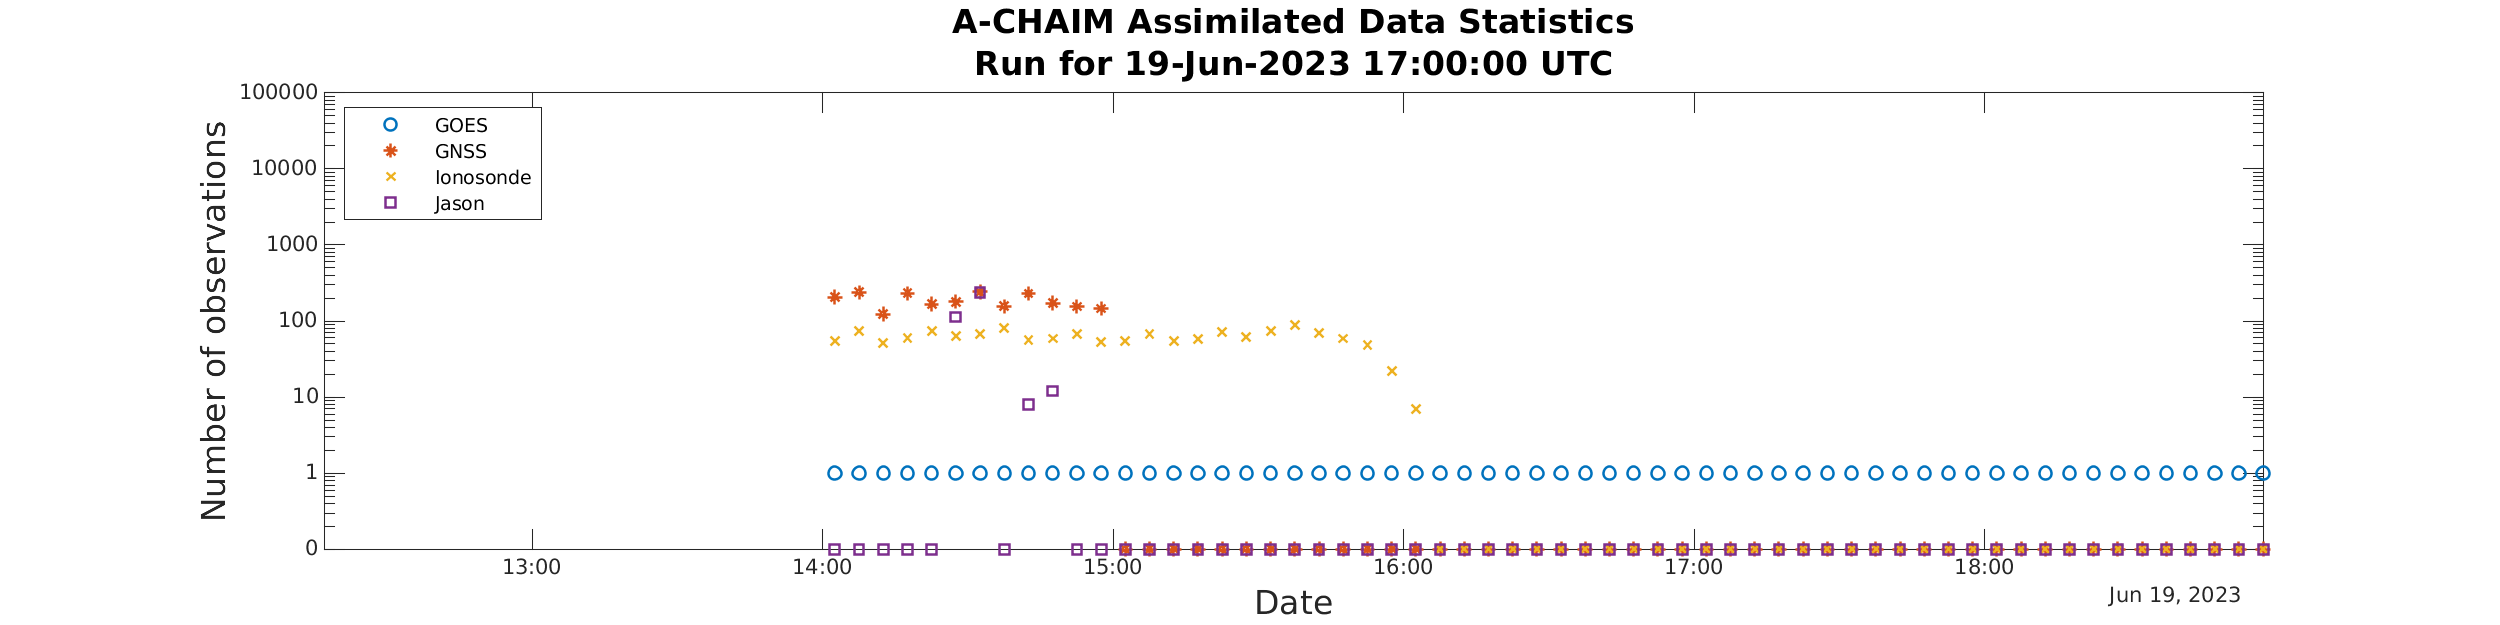 A-CHAIM Assimilated Data Statistics
Run for 19-Jun-2023 17:00:00 UTC
Number of observations
100000
10000
1000
100
10
1
0
GOES
GNSS
Ionosonde
Jason
13:00 14:00 15:00 16:00 17:00 18:00
Date
Jun 19, 2023